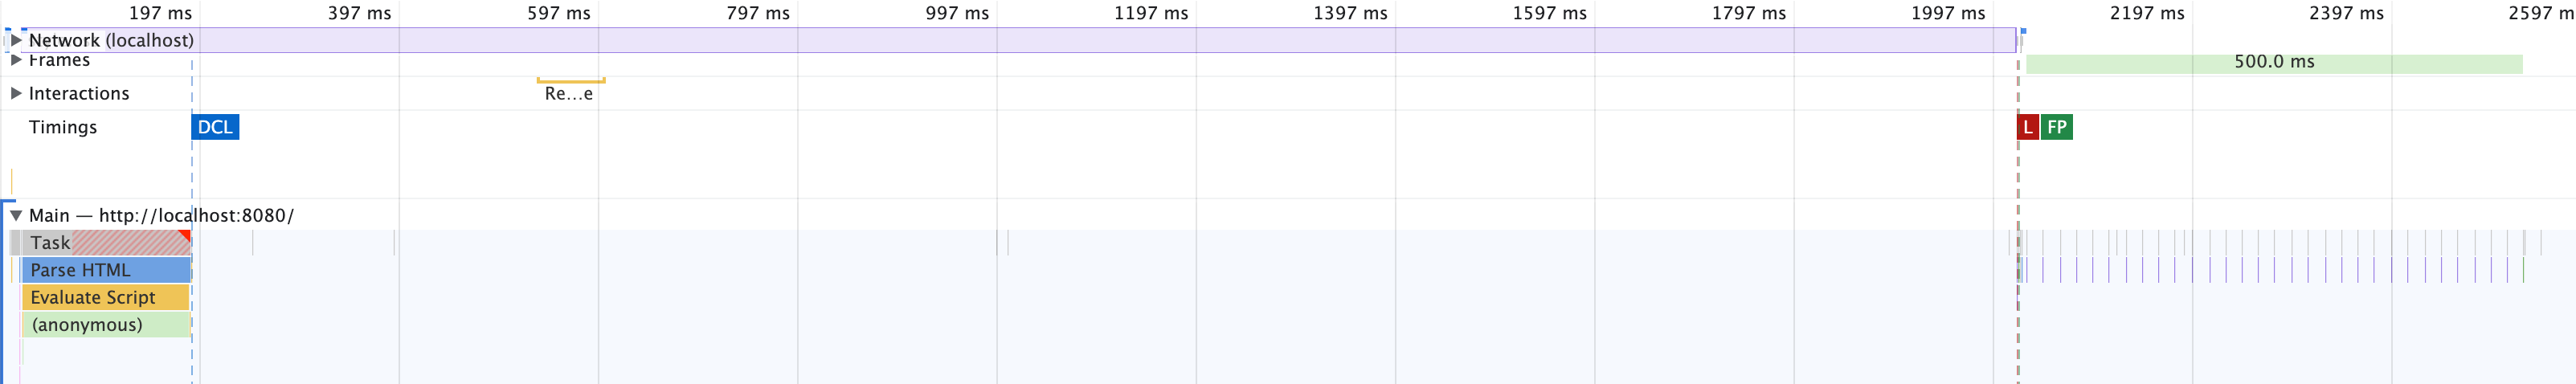 197 ms 397 ms 597 ms 797 ms 997 ms 1197 ms 1397 ms 1597 ms 1797 ms 1997 ms 2197 ms 2397 ms 2597 m
Network (localhost)
Frames 500.0 ms
Interactions Re…e
Timings DCL L FP
Main — http://localhost:8080/
Task
Parse HTML
Evaluate Script
(anonymous)